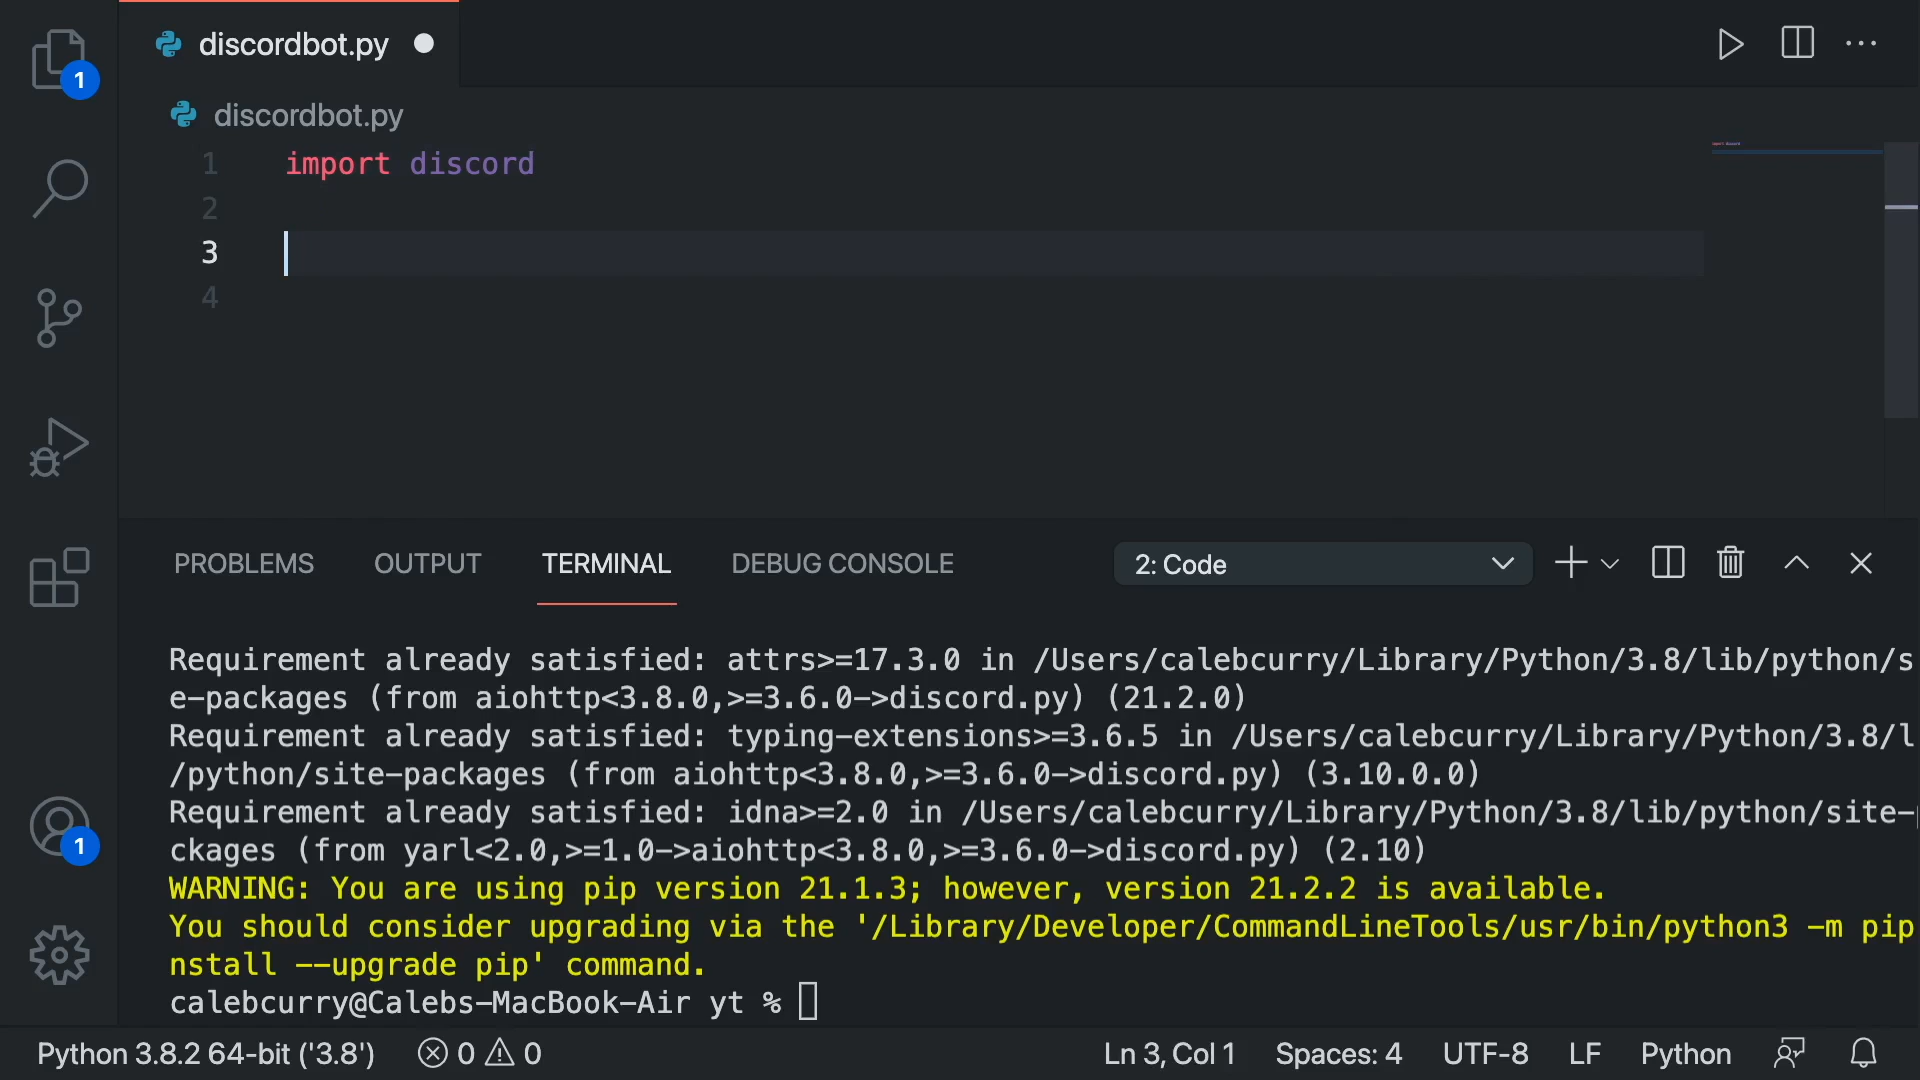 discordbot.py
1
discordbot.py
1 import discord
2
3
4
PROBLEMS OUTPUT TERMINAL DEBUG CONSOLE 2: Code
Requirement already satisfied: attrs>=17.3.0 in /Users/calebcurry/Library/Python/3.8/lib/python/s
e-packages (from aiohttp<3.8.0,>=3.6.0->discord.py) (21.2.0)
Requirement already satisfied: typing-extensions>=3.6.5 in /Users/calebcurry/Library/Python/3.8/l
/python/site-packages (from aiohttp<3.8.0,>=3.6.0->discord.py) (3.10.0.0)
Requirement already satisfied: idna>=2.0 in /Users/calebcurry/Library/Python/3.8/lib/python/site-
ckages (from yarl<2.0,>=1.0->aiohttp<3.8.0,>=3.6.0->discord.py) (2.10)
1
WARNING: You are using pip version 21.1.3; however, version 21.2.2 is available.
You should consider upgrading via the '/Library/Developer/CommandLineTools/usr/bin/python3 -m pip
nstall --upgrade pip' command.
calebcurry@Calebs-MacBook-Air yt %
Python 3.8.2 64-bit ('3.8') 0 0 Ln 3, Col 1 Spaces: 4 UTF-8 LF Python